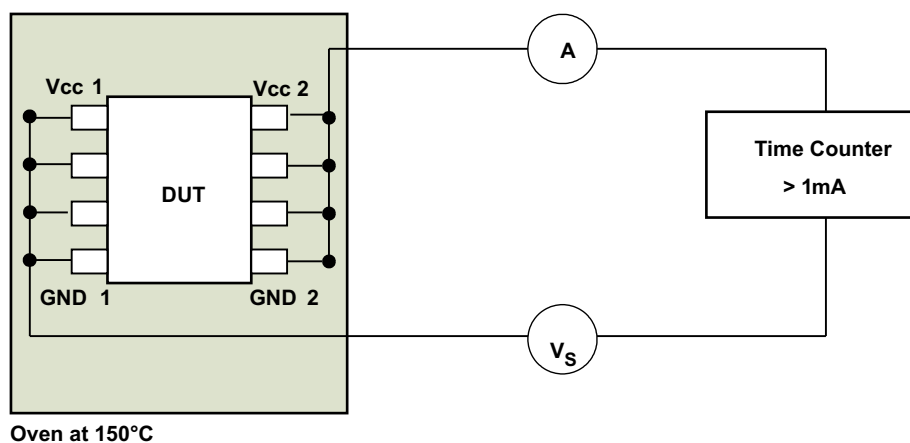 A
Vcc 1
Vcc 2
Time Counter
> 1mA
DUT
GND 1
GND 2
VS
Oven at 150°C